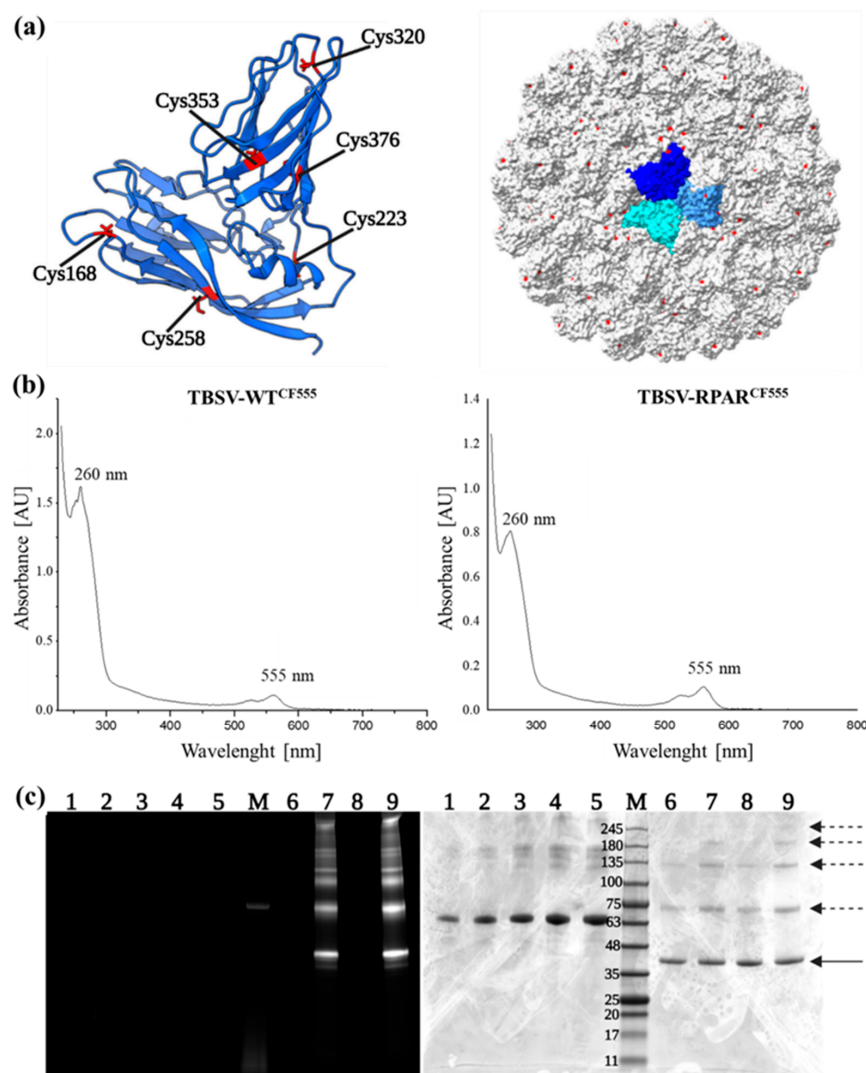 (a)
Cys320
Cys353
Cys376
Cys223
Cys168
Cys258
(b)
TBSV-WT^CF555
TBSV-RPAR^CF555
2.0
1.5
1.0
0.5
0.0
260 nm
555 nm
300 400 500 600 700 800
Absorbance [AU]
Wavelenght [nm]
1.4
1.2
1.0
0.8
0.6
0.4
0.2
0.0
260 nm
555 nm
300 400 500 600 700 800
Absorbance [AU]
Wavelenght [nm]
(c)
1 2 3 4 5 M 6 7 8 9
1 2 3 4 5 M 6 7 8 9
245
180
135
100
75
63
48
35
25
20
17
11